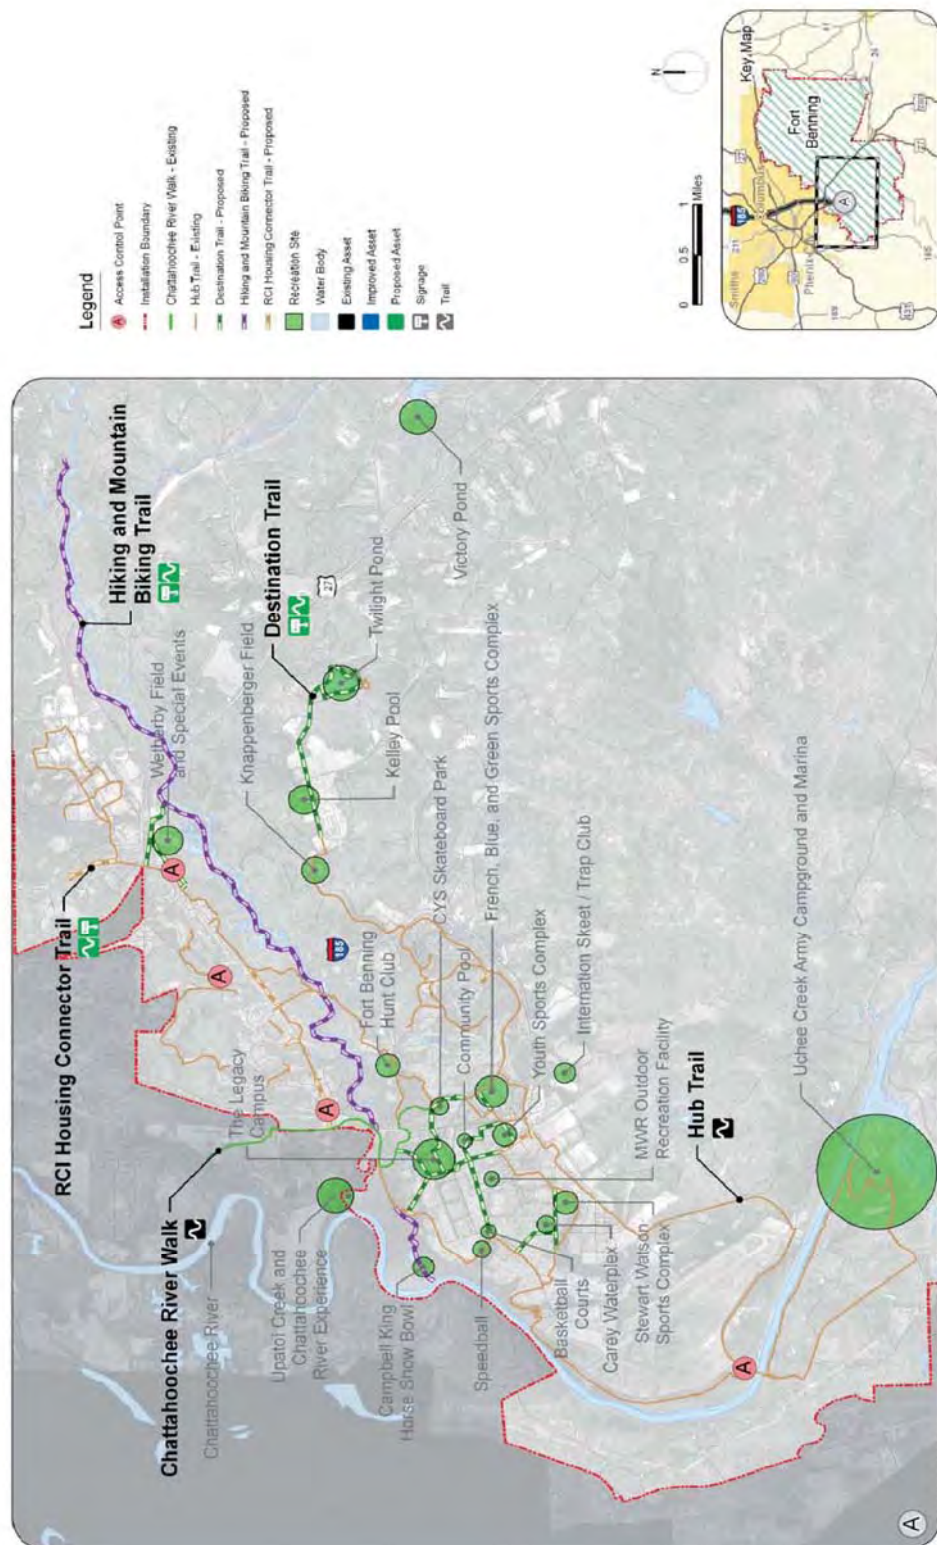 RCI Housing Connector Trail
Hiking and Mountain
Biking Trail
Wetherby Field
and Special Events
Chattahoochee River Walk
Chattahoochee River
The Legacy
Campus
Knappenberger Field
Destination Trail
27
Twilight Pond
Kelley Pool
185
Victory Pond
Upatoi Creek and
Chattahoochee
River Experience
Fort Benning
Hunt Club
CYS Skateboard Park
Community Pool
French, Blue, and Green Sports Complex
Campbell King
Horse Show Bowl
Youth Sports Complex
Internation Skeet / Trap Club
Speedball
MWR Outdoor
Recreation Facility
Basketball
Courts
Carey Waterplex
Stewart Watson
Sports Complex
Hub Trail
Uchee Creek Army Campground and Marina
A
A
A
A
A
Legend
A Access Control Point
Installation Boundary
Chattahoochee River Walk - Existing
Hub Trail - Existing
Destination Trail - Proposed
Hiking and Mountain Biking Trail - Proposed
RCI Housing Connector Trail - Proposed
Recreation Site
Water Body
Existing Asset
Improved Asset
Proposed Asset
Signage
Trail
N
0 0.5 1 Miles
Key Map
Smiths
185
Columbus
Phenix
Fort
Benning
A